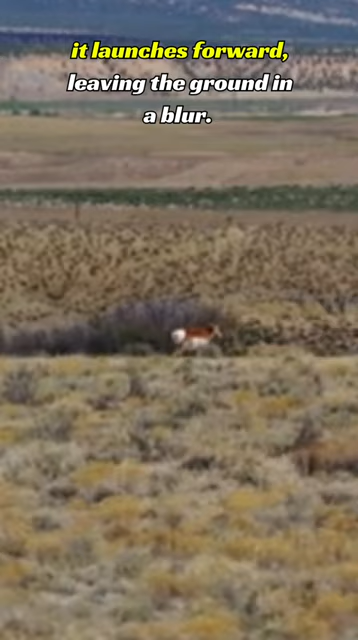 it launches forward,
leaving the ground in
a blur.